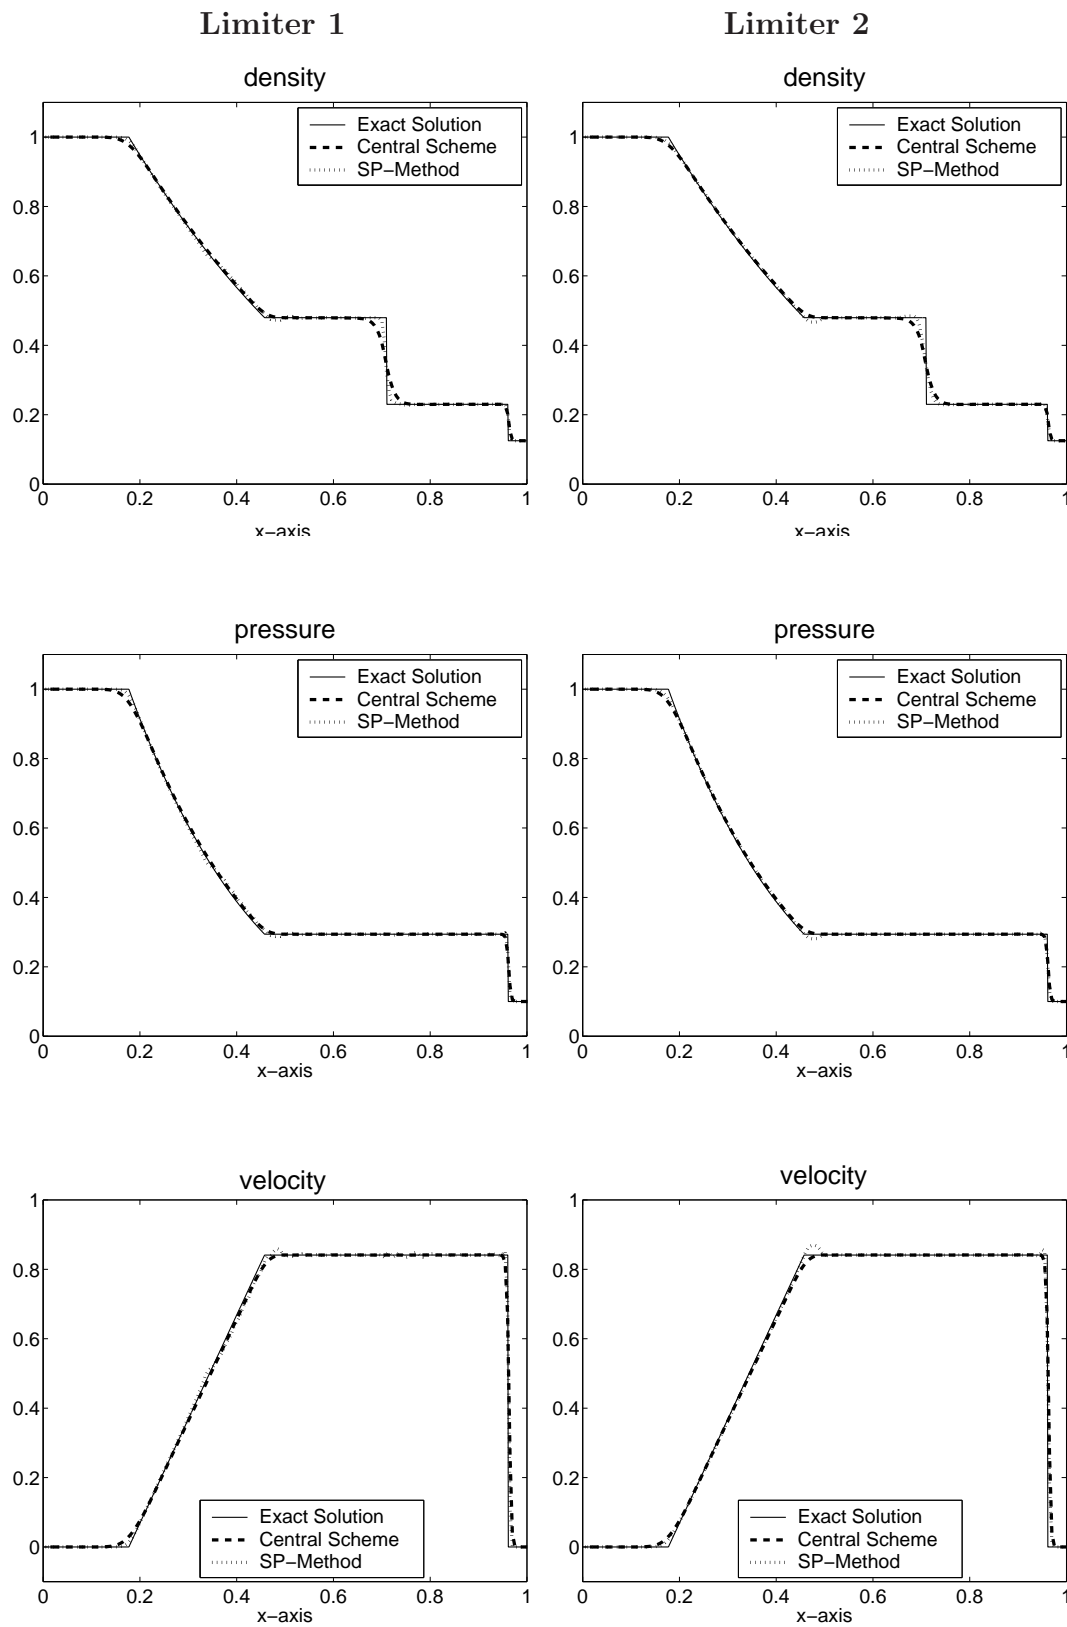 Limiter 1
Limiter 2
density
1
0.8
0.6
0.4
0.2
0
0 0.2 0.4 0.6 0.8 1
x−axis
Exact Solution
Central Scheme
SP−Method
density
1
0.8
0.6
0.4
0.2
0
0 0.2 0.4 0.6 0.8 1
x−axis
Exact Solution
Central Scheme
SP−Method
pressure
1
0.8
0.6
0.4
0.2
0
0 0.2 0.4 0.6 0.8 1
x−axis
Exact Solution
Central Scheme
SP−Method
pressure
1
0.8
0.6
0.4
0.2
0
0 0.2 0.4 0.6 0.8 1
x−axis
Exact Solution
Central Scheme
SP−Method
velocity
1
0.8
0.6
0.4
0.2
0
0 0.2 0.4 0.6 0.8 1
x−axis
Exact Solution
Central Scheme
SP−Method
velocity
1
0.8
0.6
0.4
0.2
0
0 0.2 0.4 0.6 0.8 1
x−axis
Exact Solution
Central Scheme
SP−Method